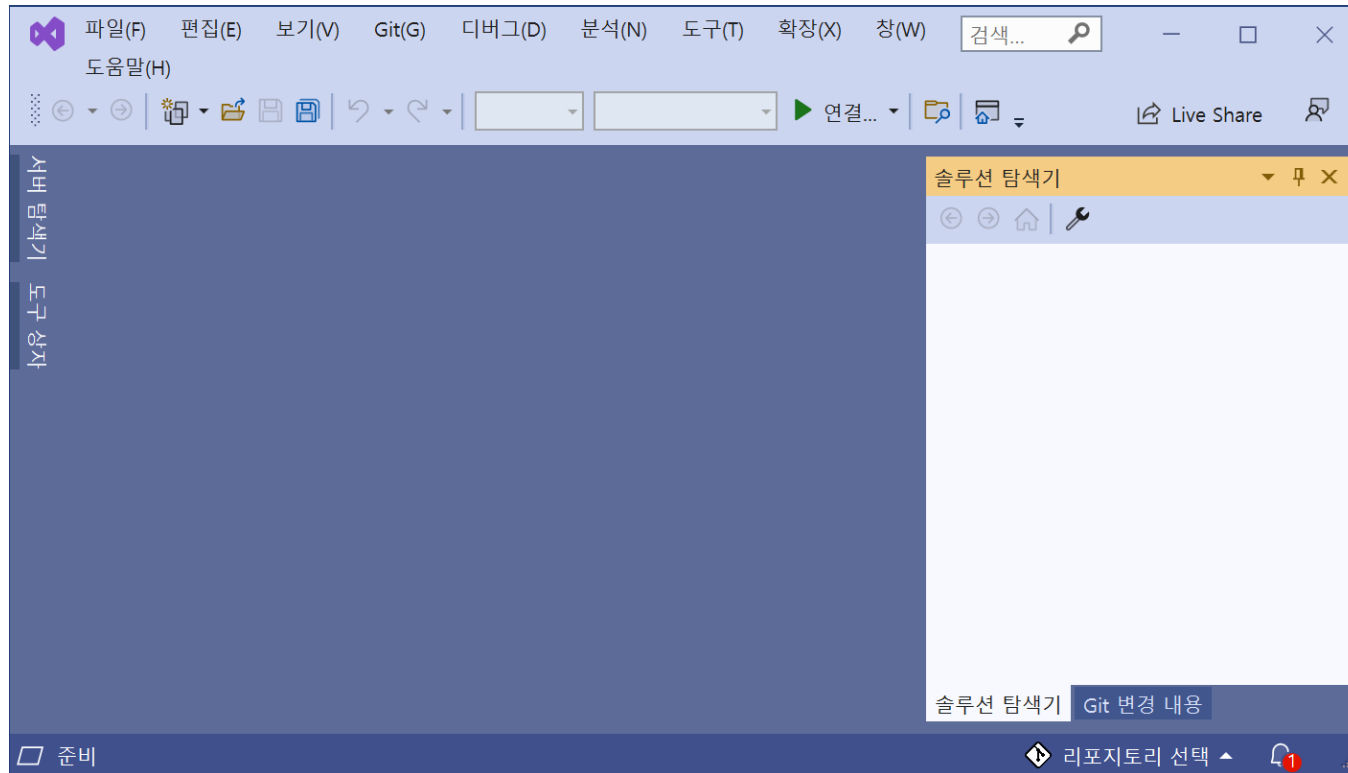 파일(F) 편집(E) 보기(V) Git(G) 디버그(D) 분석(N) 도구(T) 확장(X) 창(W) 검색...
도움말(H)
연결... Live Share
서버 탐색기
도구 상자
솔루션 탐색기
솔루션 탐색기 Git 변경 내용
준비 리포지토리 선택 1